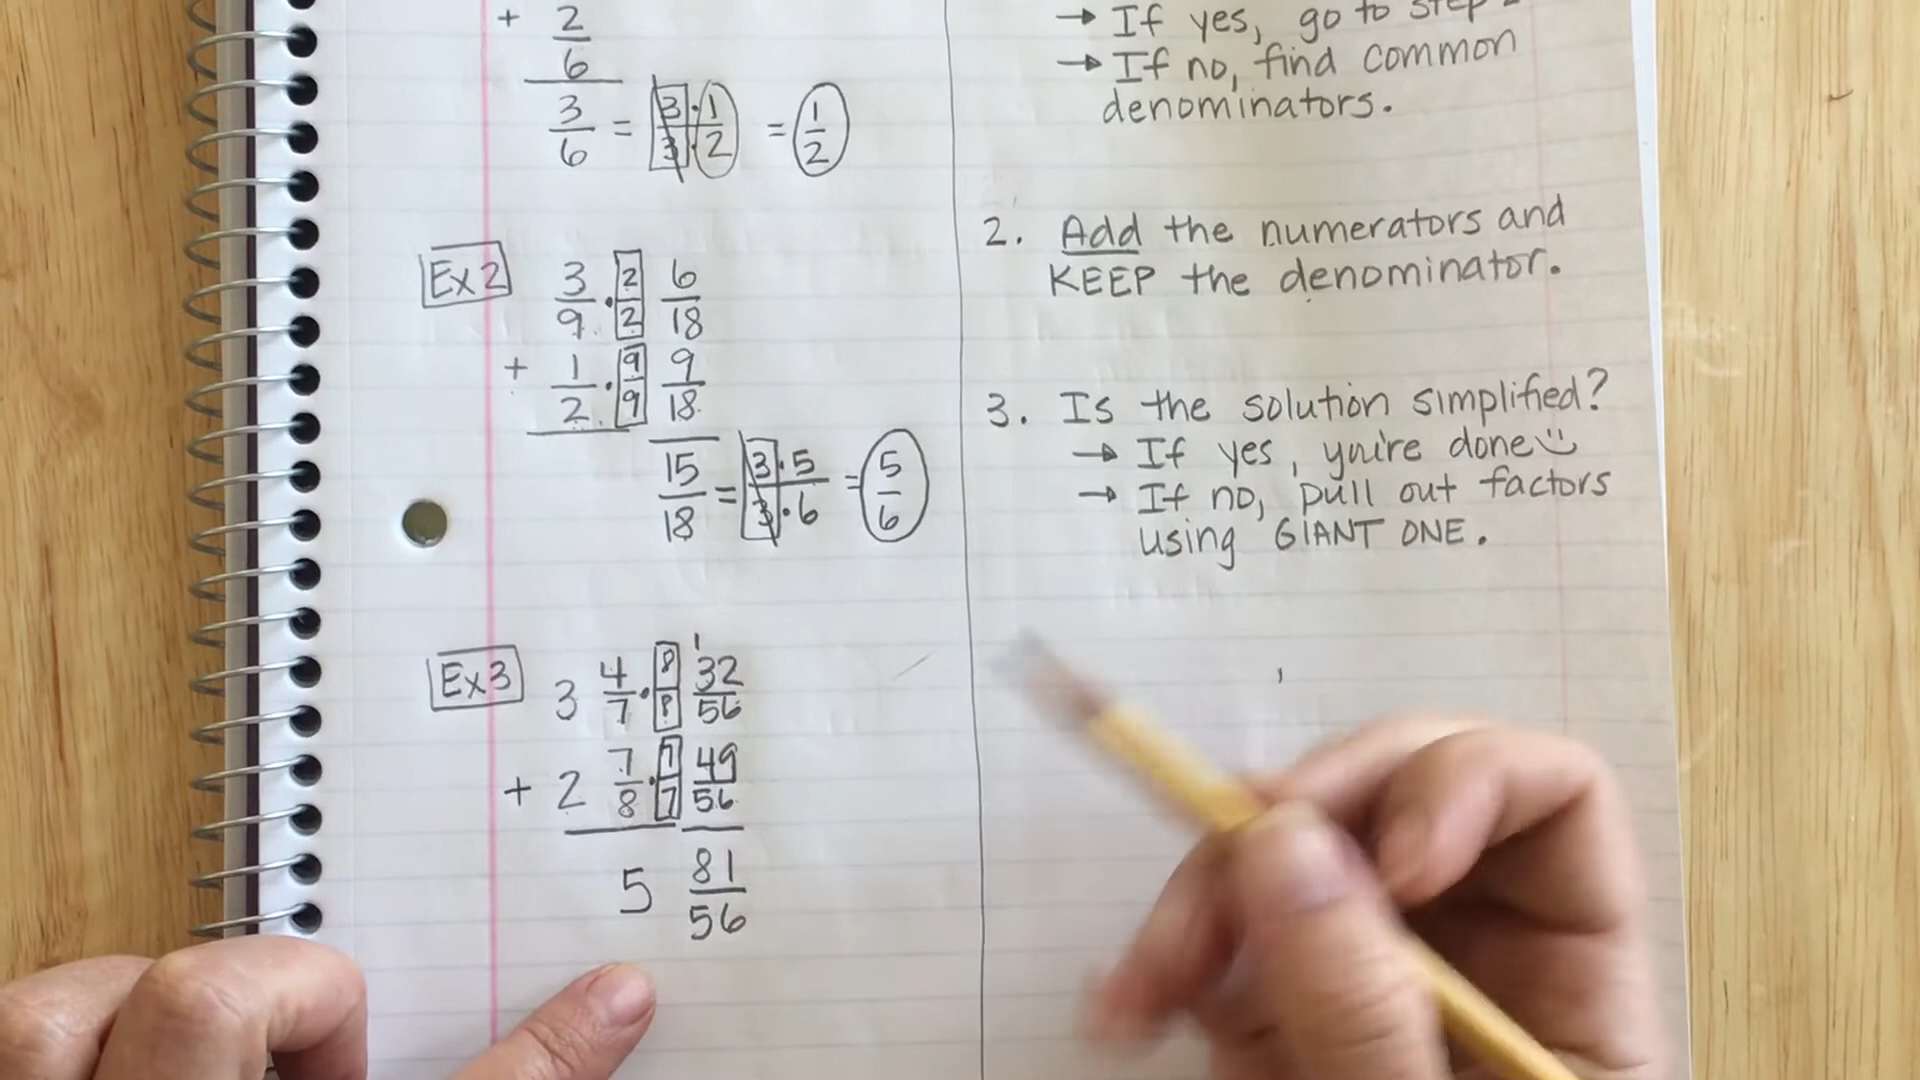 + 2/6
3/6 = 3·1/3·2 = 1/2
Ex 2 3/9 · 2/2 6/18
+ 1/2 · 9/9 9/18
15/18 = 3·5/3·6 = 5/6
Ex 3 3 4/7 · 8/8 1 32/56
+ 2 7/8 · 7/7 49/56
5 81/56
→ If yes, go to step
→ If no, find common
denominators.
2. Add the numerators and
KEEP the denominator.
3. Is the solution simplified?
→ If yes, you're done
→ If no, pull out factors
using GIANT ONE.